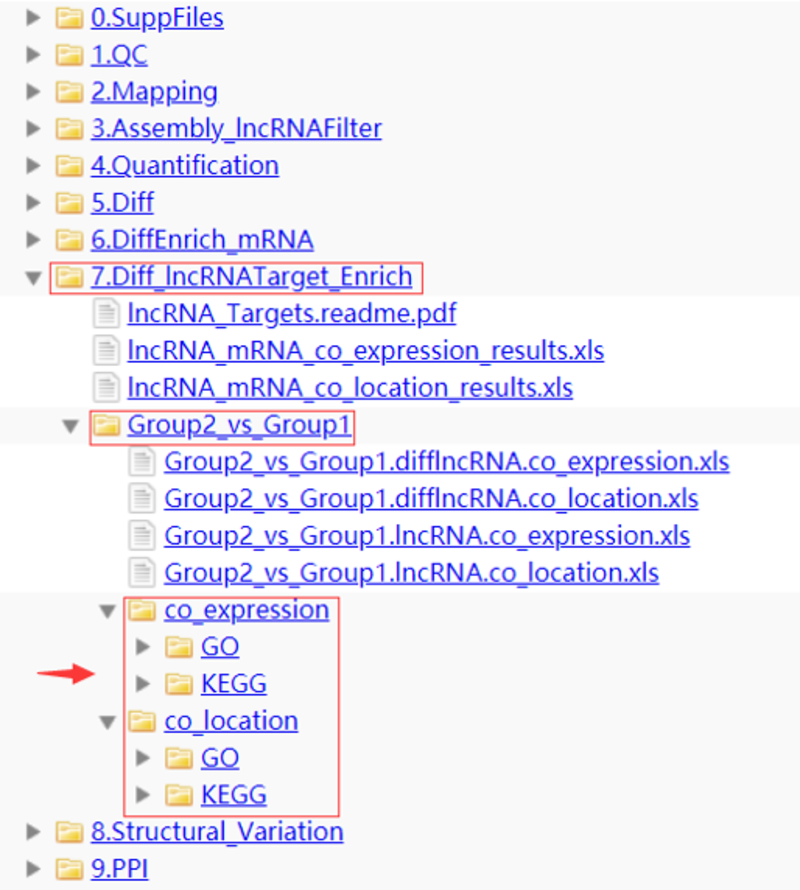 0.SuppFiles
1.QC
2.Mapping
3.Assembly_lncRNAFilter
4.Quantification
5.Diff
6.DiffEnrich_mRNA
7.Diff_lncRNATarget_Enrich
lncRNA_Targets.readme.pdf
lncRNA_mRNA_co_expression_results.xls
lncRNA_mRNA_co_location_results.xls
Group2_vs_Group1
Group2_vs_Group1.difflncRNA.co_expression.xls
Group2_vs_Group1.difflncRNA.co_location.xls
Group2_vs_Group1.lncRNA.co_expression.xls
Group2_vs_Group1.lncRNA.co_location.xls
co_expression
GO
KEGG
co_location
GO
KEGG
8.Structural_Variation
9.PPI